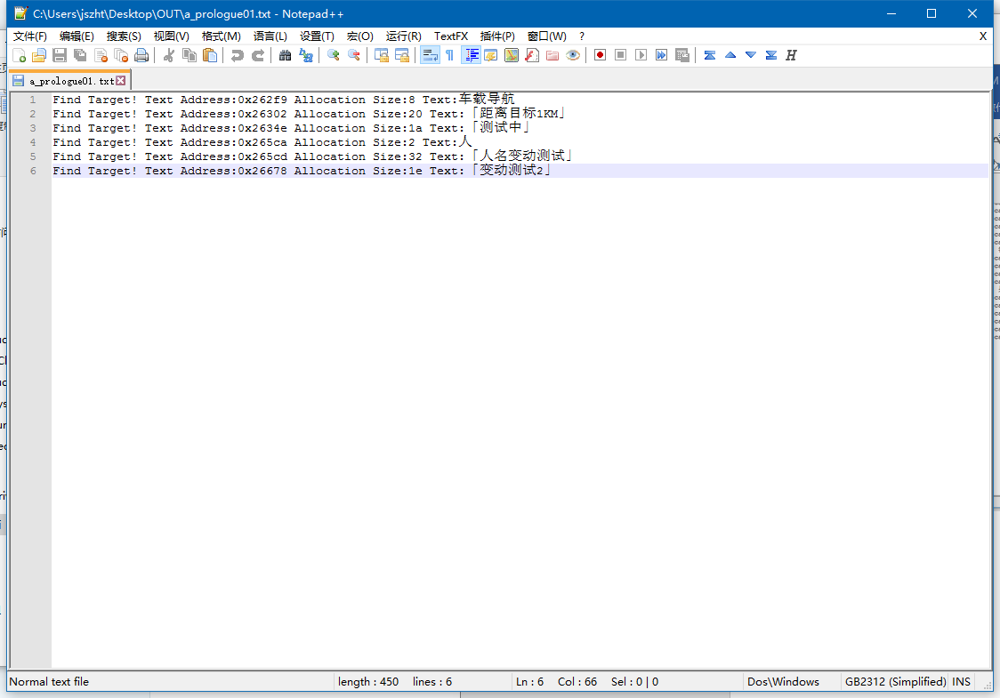 C:\Users\jszht\Desktop\OUT\a_prologue01.txt - Notepad++
文件(F) 编辑(E) 搜索(S) 视图(V) 格式(M) 语言(L) 设置(T) 宏(O) 运行(R) TextFX 插件(P) 窗口(W) ? X
a_prologue01.txt
1 Find Target! Text Address:0x262f9 Allocation Size:8 Text:车载导航
2 Find Target! Text Address:0x26302 Allocation Size:20 Text:「距离目标1KM」
3 Find Target! Text Address:0x2634e Allocation Size:1a Text:「测试中」
4 Find Target! Text Address:0x265ca Allocation Size:2 Text:人
5 Find Target! Text Address:0x265cd Allocation Size:32 Text:「人名变动测试」
6 Find Target! Text Address:0x26678 Allocation Size:1e Text:「变动测试2」
Normal text file length : 450 lines : 6 Ln : 6 Col : 66 Sel : 0 | 0 Dos\Windows GB2312 (Simplified) INS